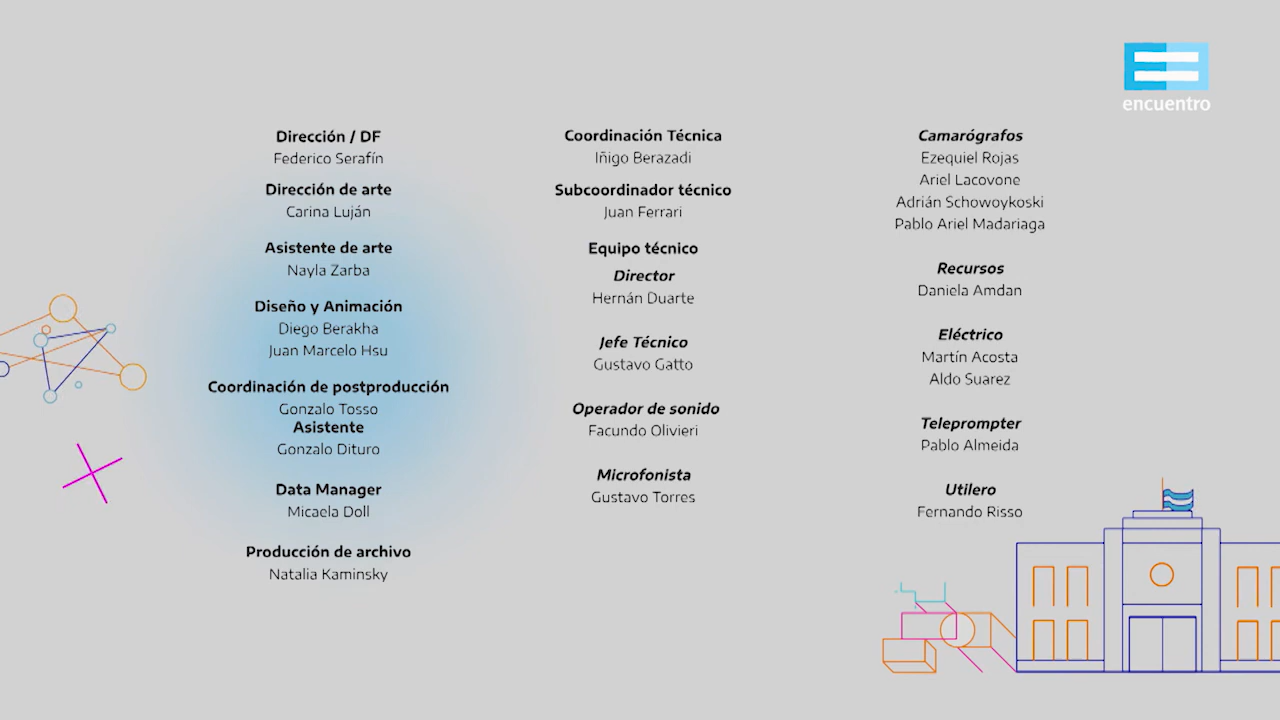 encuentro
Dirección / DF
Federico Serafín
Dirección de arte
Carina Luján
Asistente de arte
Nayla Zarba
Diseño y Animación
Diego Berakha
Juan Marcelo Hsu
Coordinación de postproducción
Gonzalo Tosso
Asistente
Gonzalo Dituro
Data Manager
Micaela Doll
Producción de archivo
Natalia Kaminsky
Coordinación Técnica
Iñigo Berazadi
Subcoordinador técnico
Juan Ferrari
Equipo técnico
Director
Hernán Duarte
Jefe Técnico
Gustavo Gatto
Operador de sonido
Facundo Olivieri
Microfonista
Gustavo Torres
Camarógrafos
Ezequiel Rojas
Ariel Lacovone
Adrián Schowoykoski
Pablo Ariel Madariaga
Recursos
Daniela Amdan
Eléctrico
Martín Acosta
Aldo Suarez
Teleprompter
Pablo Almeida
Utilero
Fernando Risso